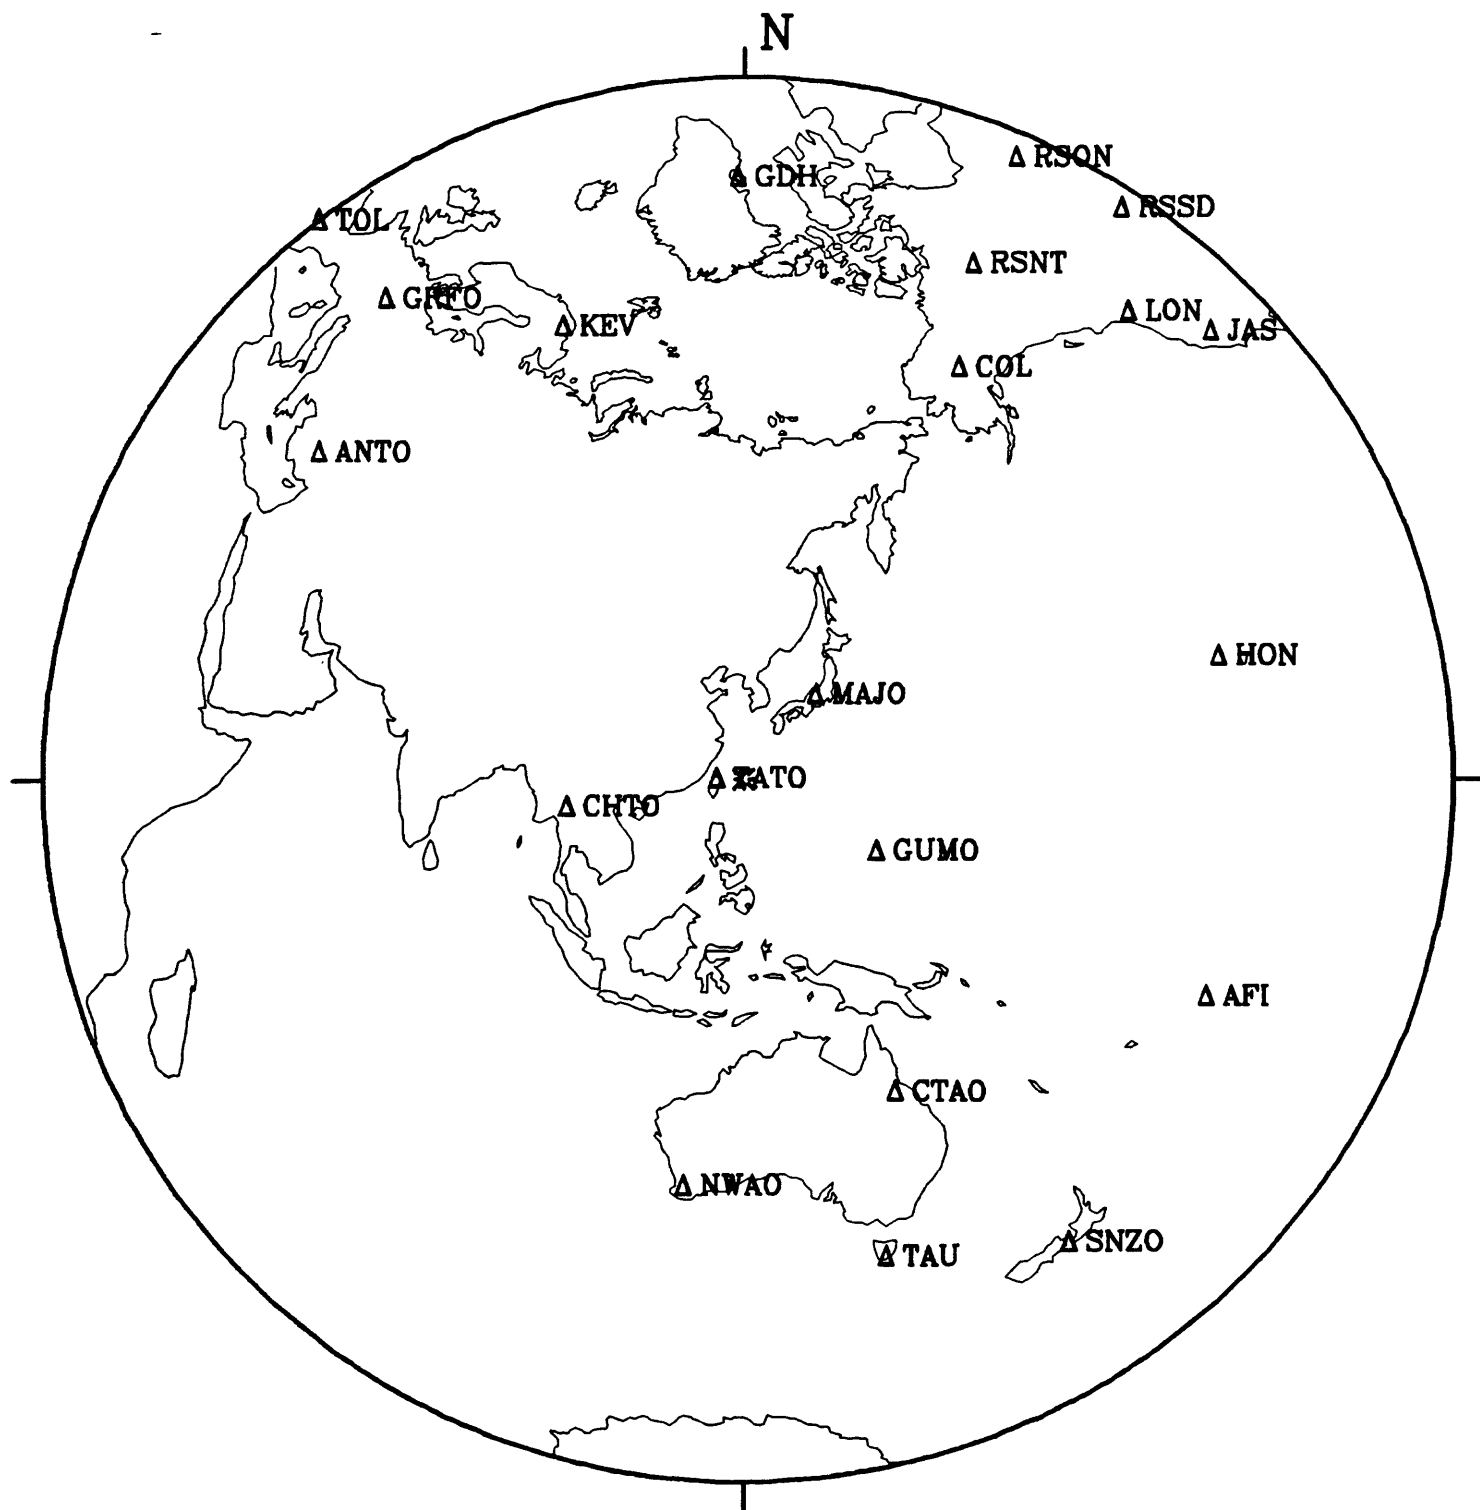 N
RSON
GDH
RSSD
TOL
RSNT
GRFO
LON
KEV
JAS
COL
ANTO
HON
MAJO
TATO
CHTO
GUMO
AFI
CTAO
NWAO
SNZO
TAU